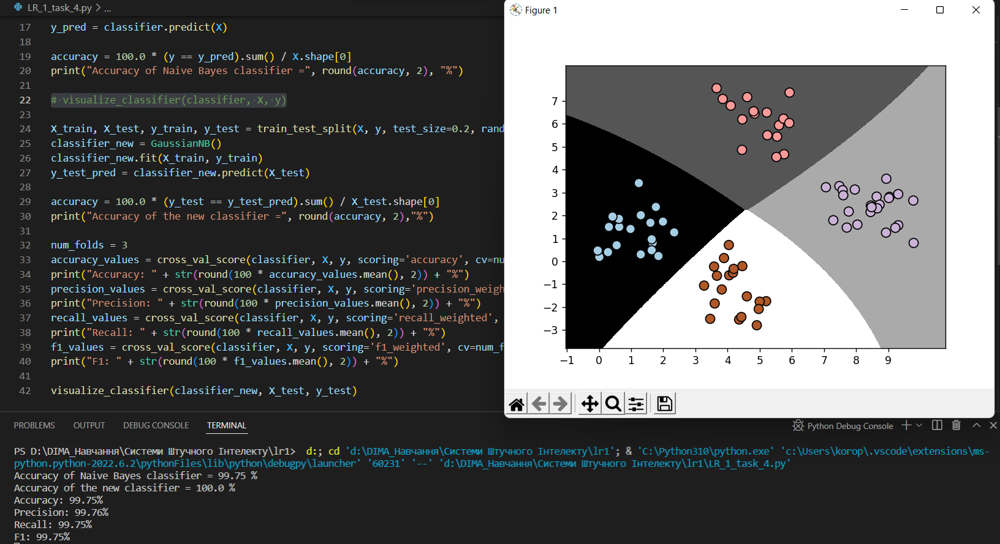 LR_1_task_4.py > ...
17 y_pred = classifier.predict(X)
18
19 accuracy = 100.0 * (y == y_pred).sum() / X.shape[0]
20 print("Accuracy of Naive Bayes classifier =", round(accuracy, 2), "%")
21
22 # visualize_classifier(classifier, X, y)
23
24 X_train, X_test, y_train, y_test = train_test_split(X, y, test_size=0.2, rand
25 classifier_new = GaussianNB()
26 classifier_new.fit(X_train, y_train)
27 y_test_pred = classifier_new.predict(X_test)
28
29 accuracy = 100.0 * (y_test == y_test_pred).sum() / X_test.shape[0]
30 print("Accuracy of the new classifier =", round(accuracy, 2),"%")
31
32 num_folds = 3
33 accuracy_values = cross_val_score(classifier, X, y, scoring='accuracy', cv=nu
34 print("Accuracy: " + str(round(100 * accuracy_values.mean(), 2)) + "%")
35 precision_values = cross_val_score(classifier, X, y, scoring='precision_weigh
36 print("Precision: " + str(round(100 * precision_values.mean(), 2)) + "%")
37 recall_values = cross_val_score(classifier, X, y, scoring='recall_weighted',
38 print("Recall: " + str(round(100 * recall_values.mean(), 2)) + "%")
39 f1_values = cross_val_score(classifier, X, y, scoring='f1_weighted', cv=num_f
40 print("F1: " + str(round(100 * f1_values.mean(), 2)) + "%")
41
42 visualize_classifier(classifier_new, X_test, y_test)
Figure 1
7
6
5
4
3
2
1
0
−1
−2
−3
−1 0 1 2 3 4 5 6 7 8 9
PROBLEMS OUTPUT DEBUG CONSOLE TERMINAL
Python Debug Console
PS D:\DIMA_Навчання\Системи Штучного Інтелекту\lr1> d:; cd 'd:\DIMA_Навчання\Системи Штучного Інтелекту\lr1'; & 'C:\Python310\python.exe' 'c:\Users\korop\.vscode\extensions\ms-
python.python-2022.6.2\pythonFiles\lib\python\debugpy\launcher' '60231' '--' 'd:\DIMA_Навчання\Системи Штучного Інтелекту\lr1\LR_1_task_4.py'
Accuracy of Naive Bayes classifier = 99.75 %
Accuracy of the new classifier = 100.0 %
Accuracy: 99.75%
Precision: 99.76%
Recall: 99.75%
F1: 99.75%